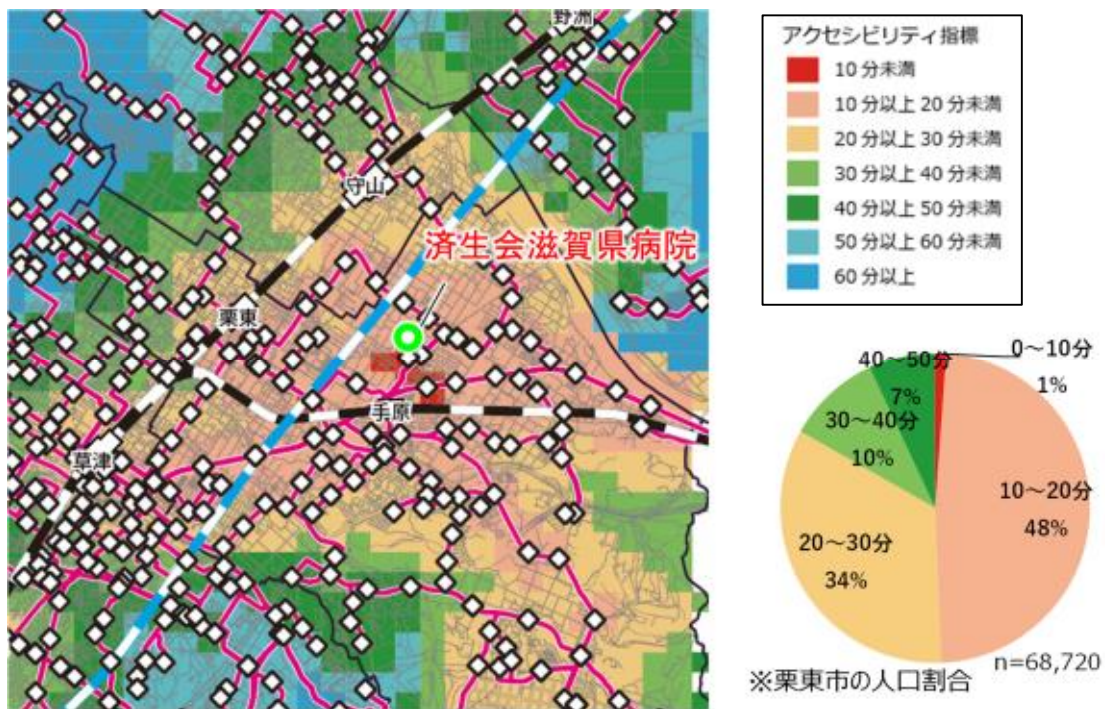 野洲
守山
済生会滋賀県病院
栗東
手原
草津
アクセシビリティ指標
10分未満
10分以上20分未満
20分以上30分未満
30分以上40分未満
40分以上50分未満
50分以上60分未満
60分以上
0～10分
1%
40～50分
7%
30～40分
10%
10～20分
48%
20～30分
34%
n=68,720
※栗東市の人口割合